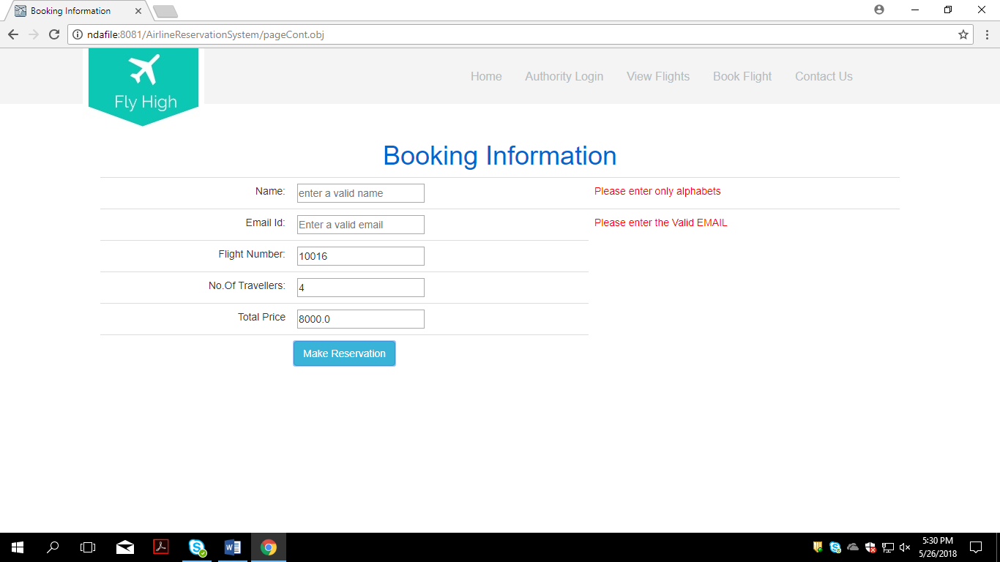 Booking Information
ndafile:8081/AirlineReservationSystem/pageCont.obj
Fly High
Home Authority Login View Flights Book Flight Contact Us
Booking Information
Name: enter a valid name Please enter only alphabets
Email Id: Enter a valid email Please enter the Valid EMAIL
Flight Number: 10016
No.Of Travellers: 4
Total Price 8000.0
Make Reservation
5:30 PM
5/26/2018